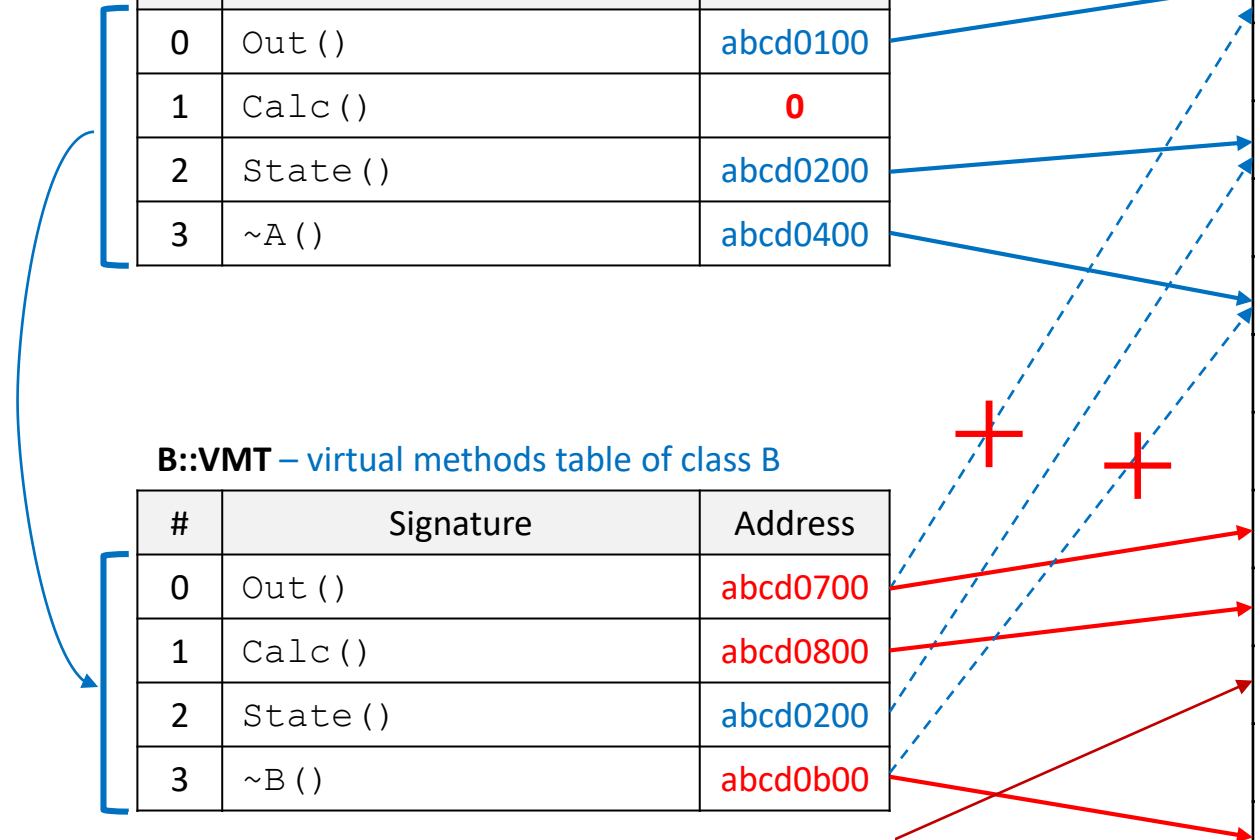 0 Out() abcd0100
1 Calc() 0
2 State() abcd0200
3 ~A() abcd0400
B::VMT – virtual methods table of class B
# Signature Address
0 Out() abcd0700
1 Calc() abcd0800
2 State() abcd0200
3 ~B() abcd0b00